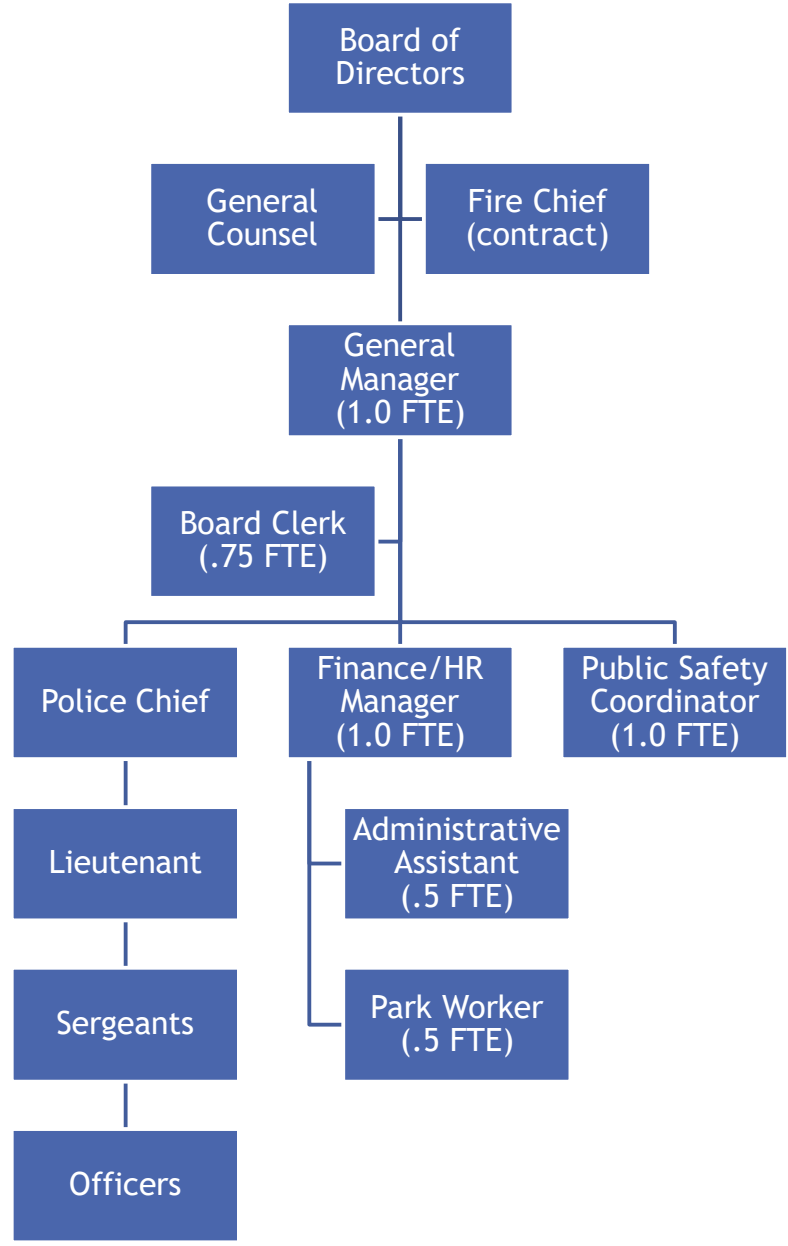 Board of
Directors
General
Counsel
Fire Chief
(contract)
General
Manager
(1.0 FTE)
Board Clerk
(.75 FTE)
Police Chief
Finance/HR
Manager
(1.0 FTE)
Public Safety
Coordinator
(1.0 FTE)
Lieutenant
Administrative
Assistant
(.5 FTE)
Sergeants
Park Worker
(.5 FTE)
Officers